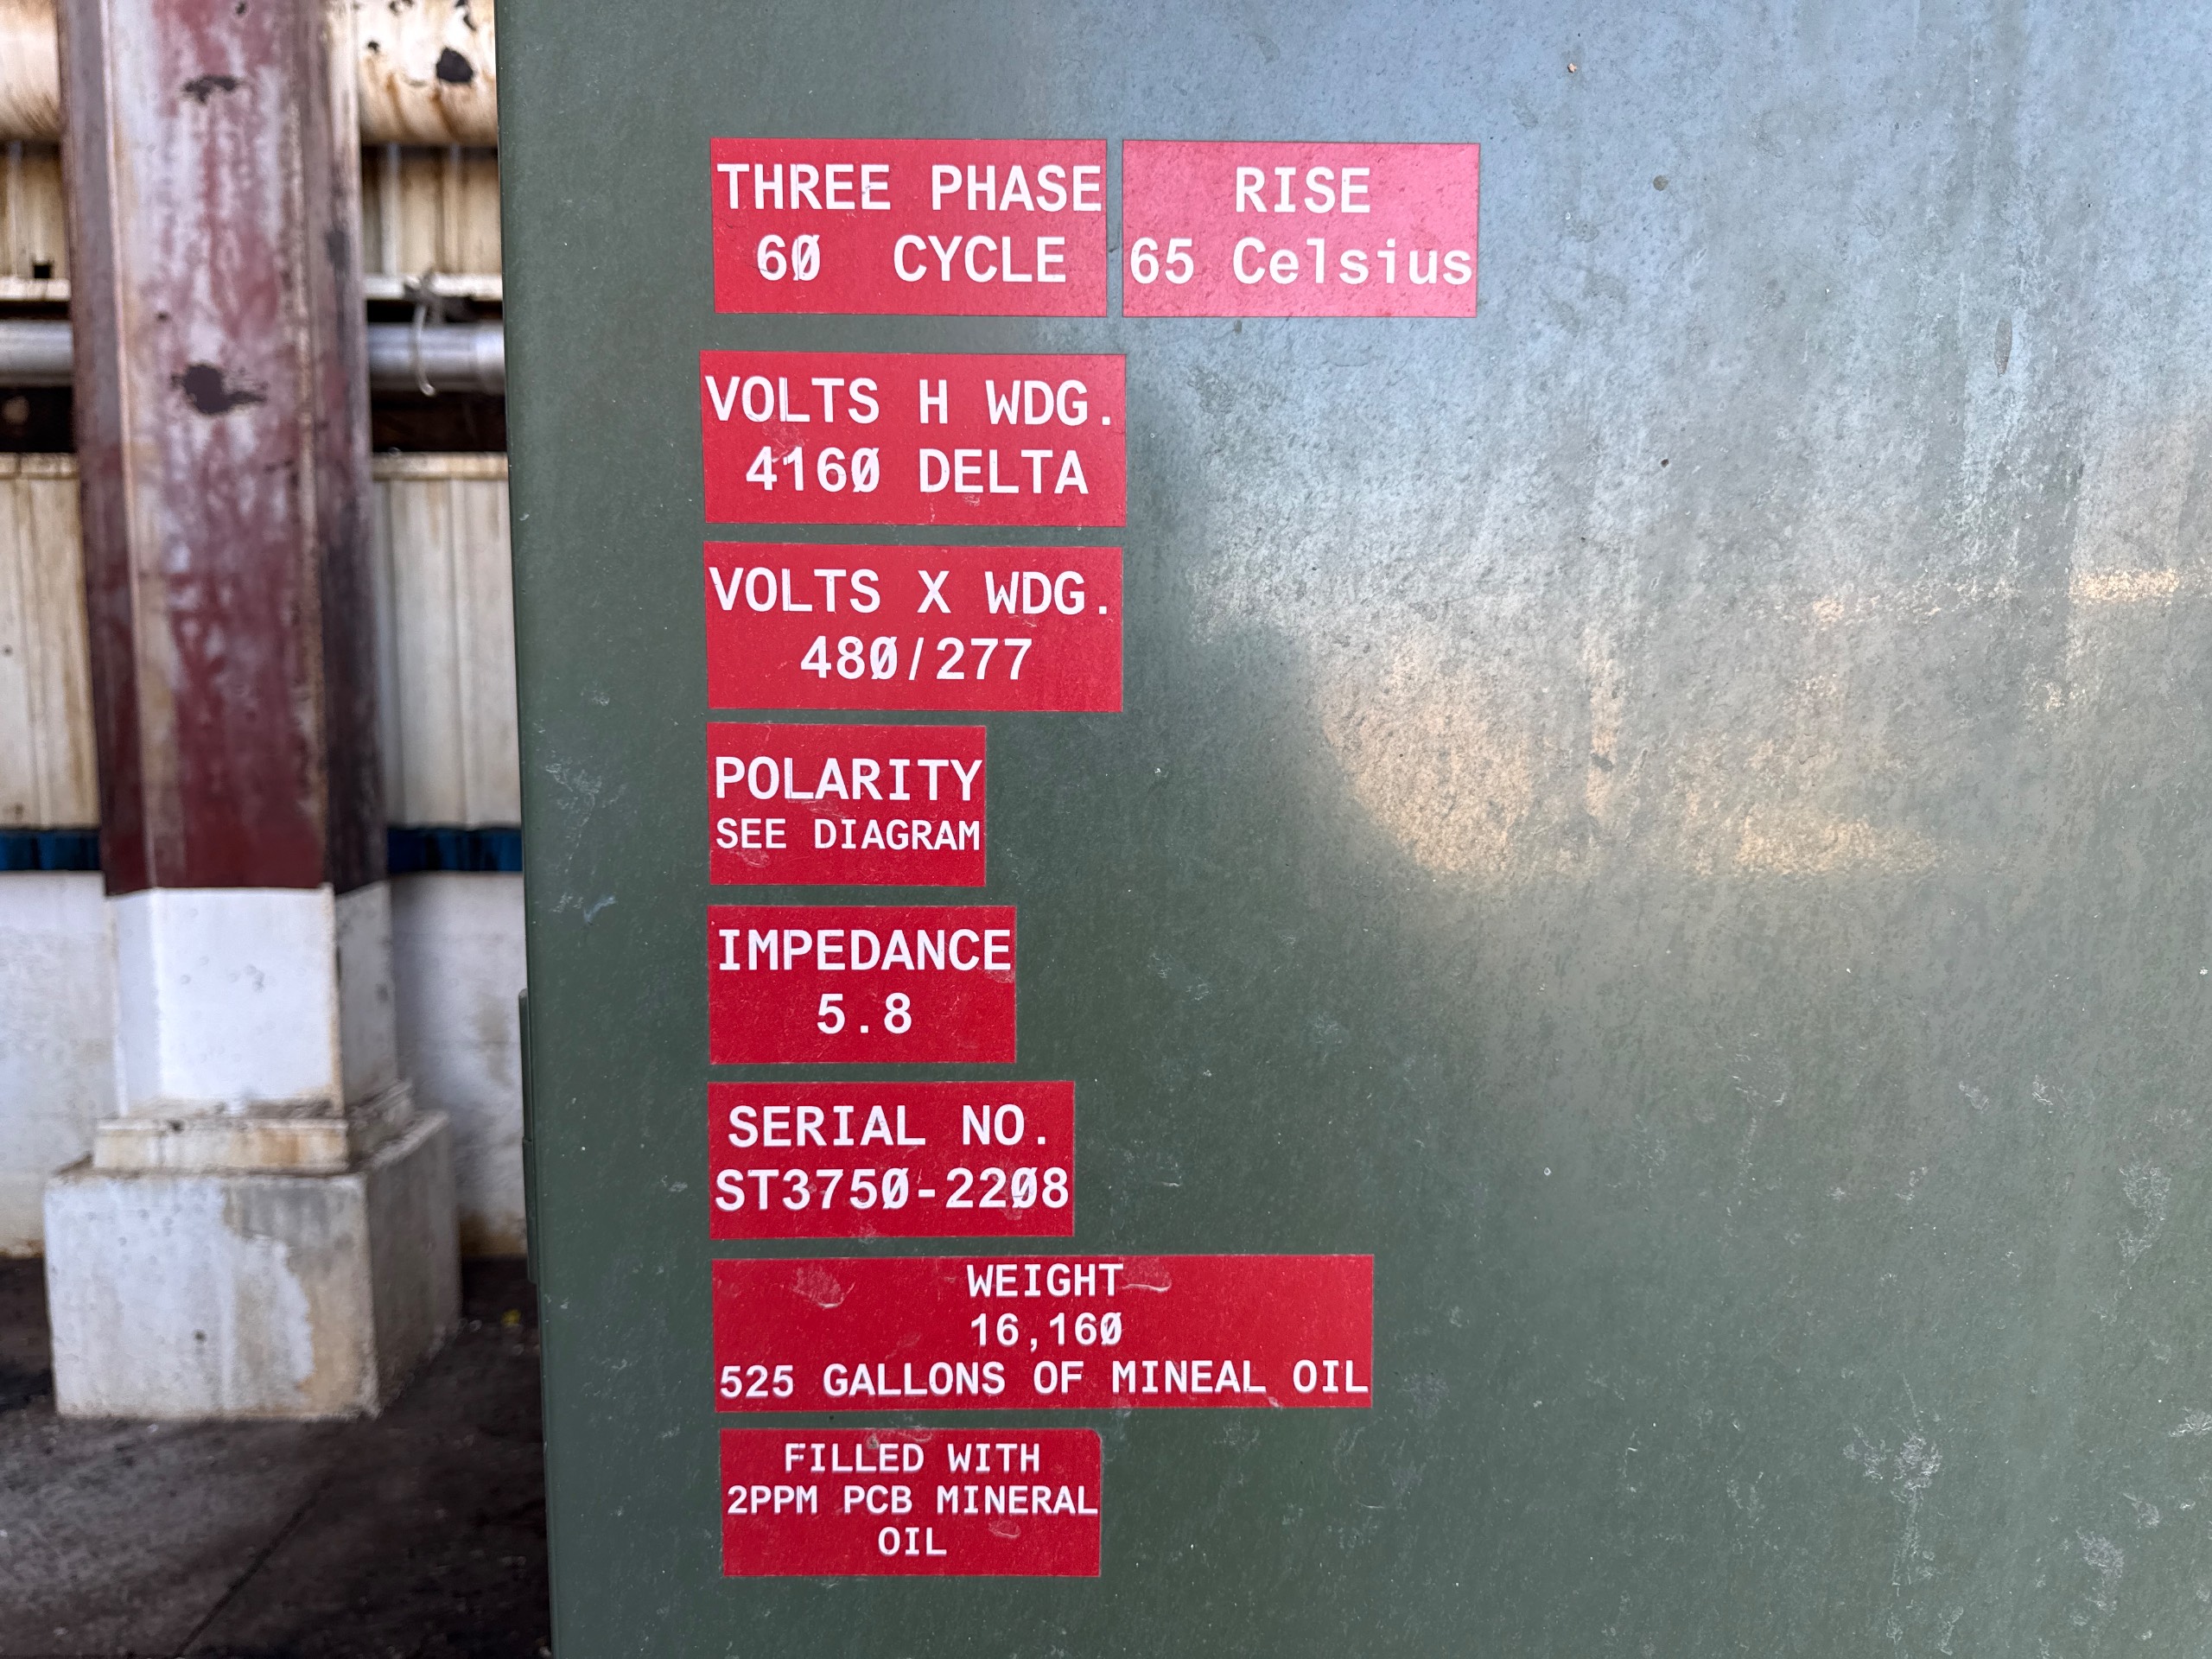 THREE PHASE
60 CYCLE
RISE
65 Celsius
VOLTS H WDG.
4160 DELTA
VOLTS X WDG.
480/277
POLARITY
SEE DIAGRAM
IMPEDANCE
5.8
SERIAL NO.
ST3750-2208
WEIGHT
16,160
525 GALLONS OF MINEAL OIL
FILLED WITH
2PPM PCB MINERAL
OIL